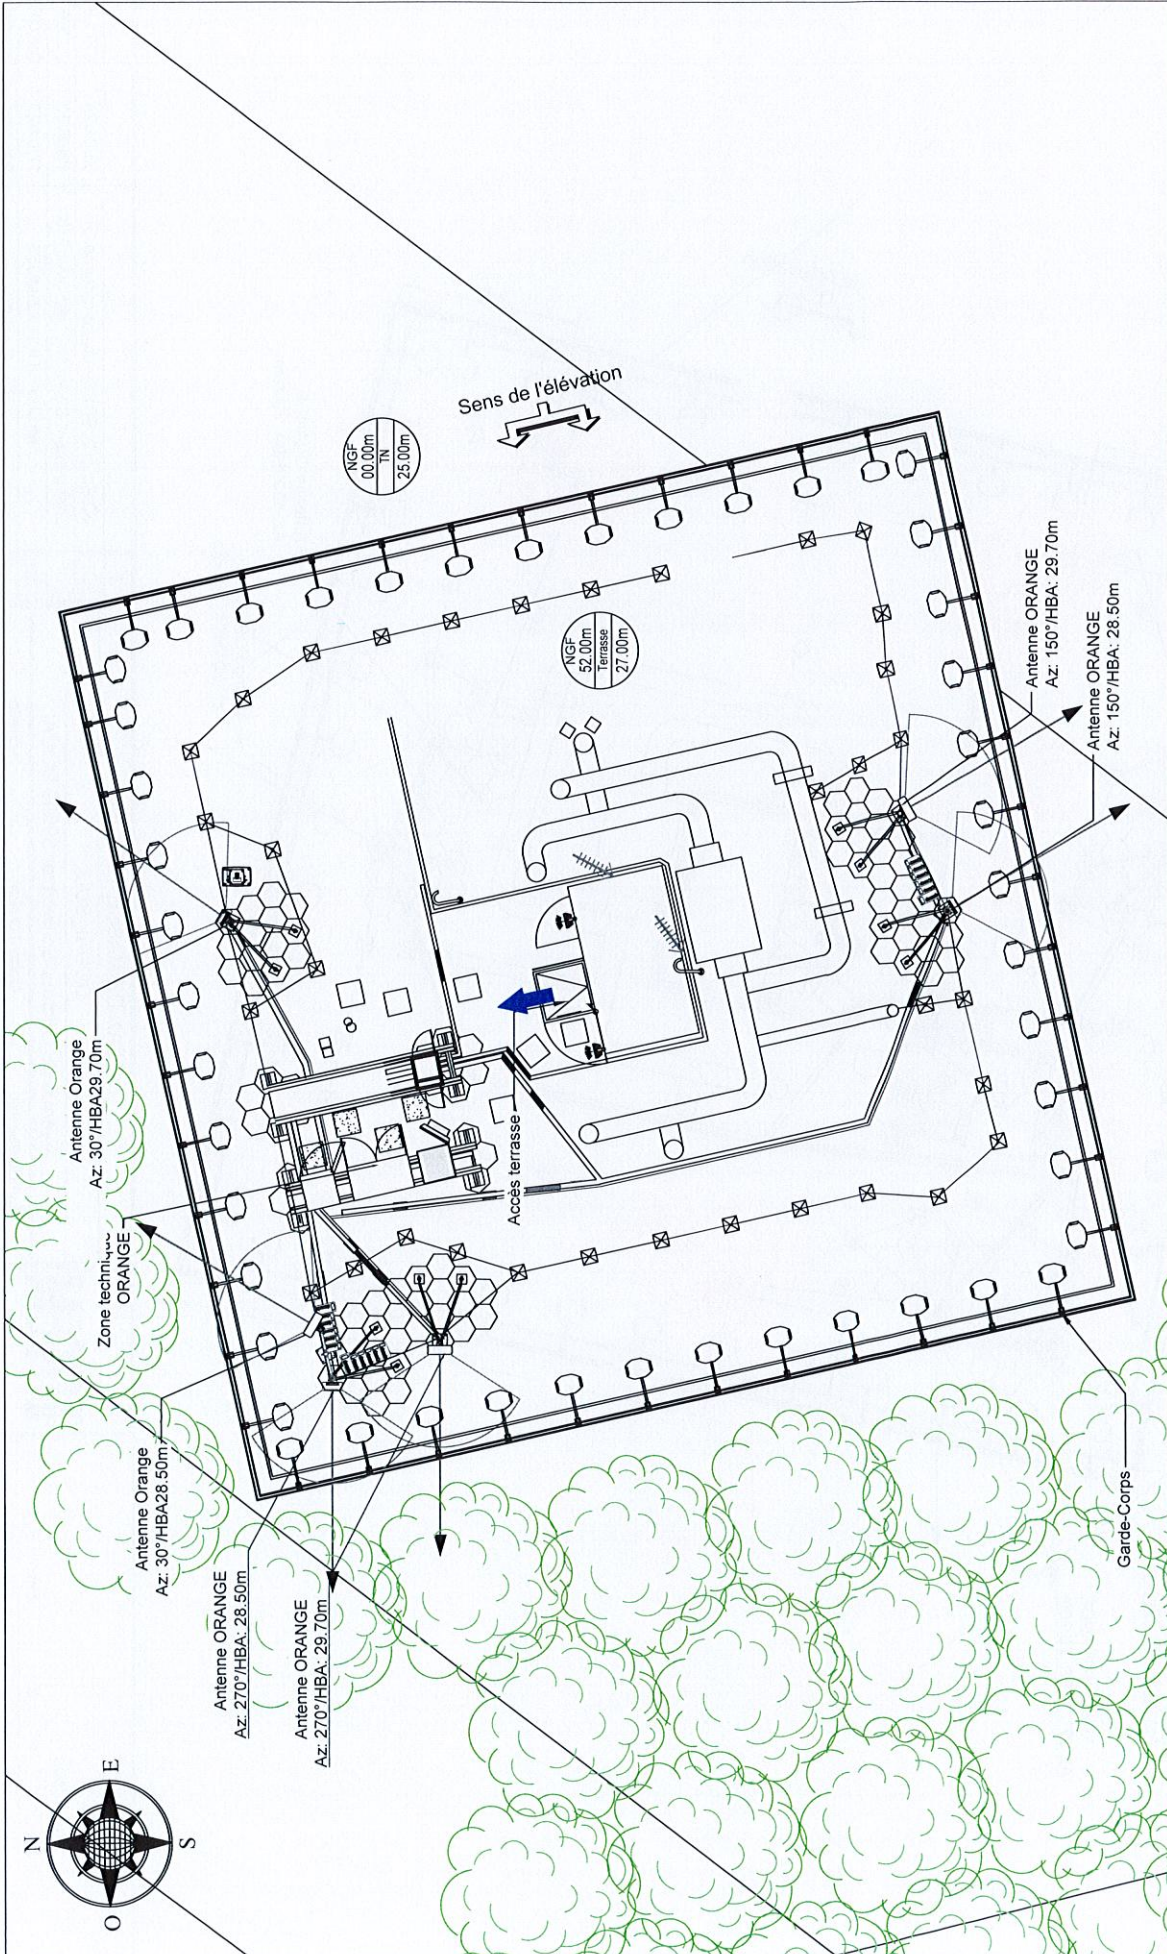 N
O
E
S
Antenne Orange
Az: 30°/HBA29.70m
Zone technique
ORANGE
Antenne Orange
Az: 30°/HBA28.50m
Antenne ORANGE
Az: 270°/HBA: 28.50m
Antenne ORANGE
Az: 270°/HBA: 29.70m
NGF
00.00m
TN
25.00m
Sens de l'élévation
NGF
52.00m
Terrasse
27.00m
Accès terrasse
Antenne ORANGE
Az: 150°/HBA: 29.70m
Antenne ORANGE
Az: 150°/HBA: 28.50m
Garde-Corps